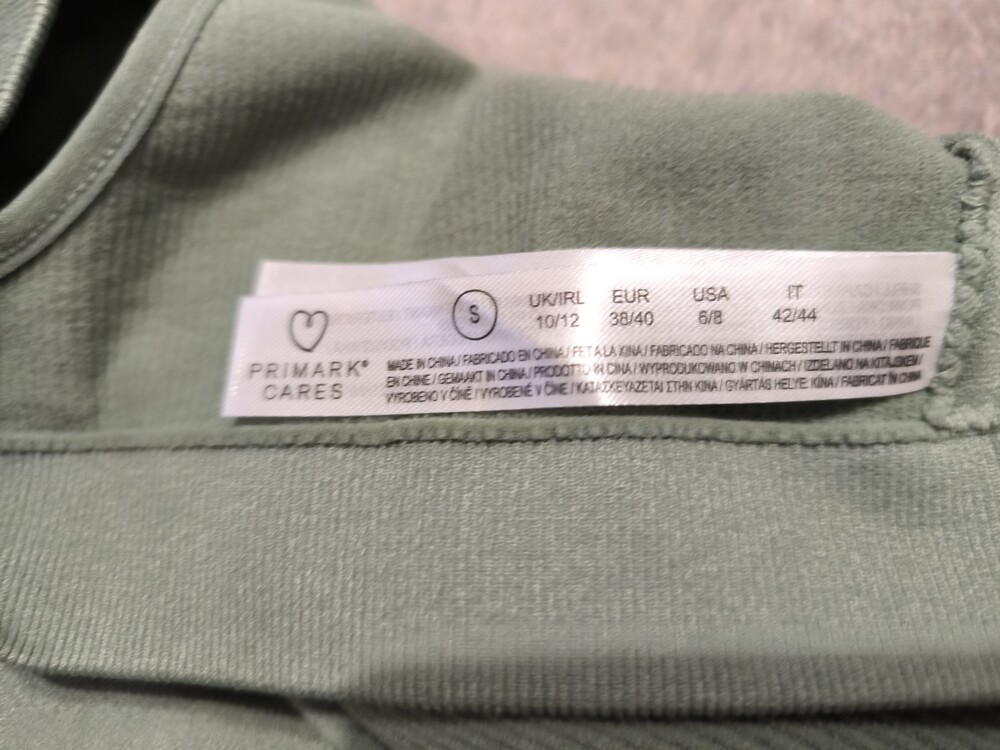 PRIMARK®
CARES
S
UK/IRL EUR USA IT
10/12 38/40 6/8 42/44
MADE IN CHINA / FABRICADO EN CHINA / FET A LA XINA / FABRICADO NA CHINA / HERGESTELLT IN CHINA / FABRIQUÉ
EN CHINE / GEMAAKT IN CHINA / PRODOTTO IN CINA / WYPRODUKOWANO W CHINACH / IZDELANO NA KITAJSKEM /
VYROBENO V ČÍNĚ / VYROBENÉ V ČÍNE / ΚΑΤΑΣΚΕΥΑΖΕΤΑΙ ΣΤΗΝ ΚΙΝΑ / GYÁRTÁS HELYE: KÍNA / FABRICAT ÎN CHINA